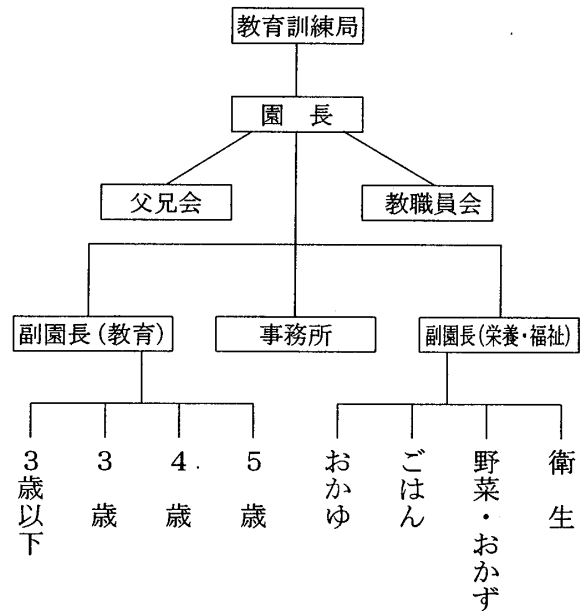 教育訓練局
園　長
父兄会
教職員会
副園長(教育)
事務所
副園長(栄養・福祉)
3歳以下
3歳
4歳
5歳
おかゆ
ごはん
野菜・おかず
衛生